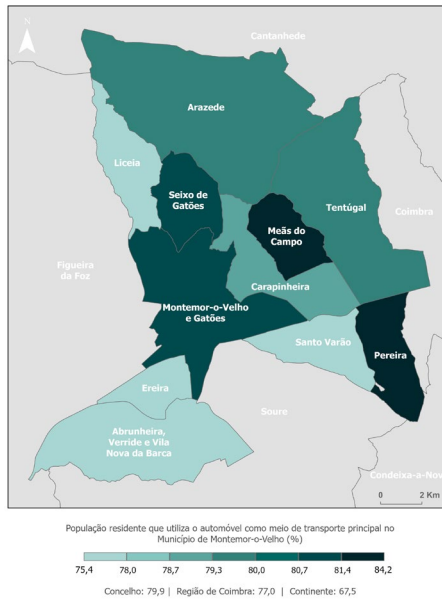 N
Cantanhede
Arazede
Liceia
Seixo de
Gatões
Tentúgal
Coimbra
Meãs do
Campo
Figueira
da Foz
Carapinheira
Montemor-o-Velho
e Gatões
Santo Varão
Pereira
Ereira
Soure
Abrunheira,
Verride e Vila
Nova da Barca
Condeixa-a-Nova
0 2 Km
População residente que utiliza o automóvel como meio de transporte principal no
Município de Montemor-o-Velho (%)
75,4 78,0 78,7 79,3 80,0 80,7 81,4 84,2
Concelho: 79,9 | Região de Coimbra: 77,0 | Continente: 67,5